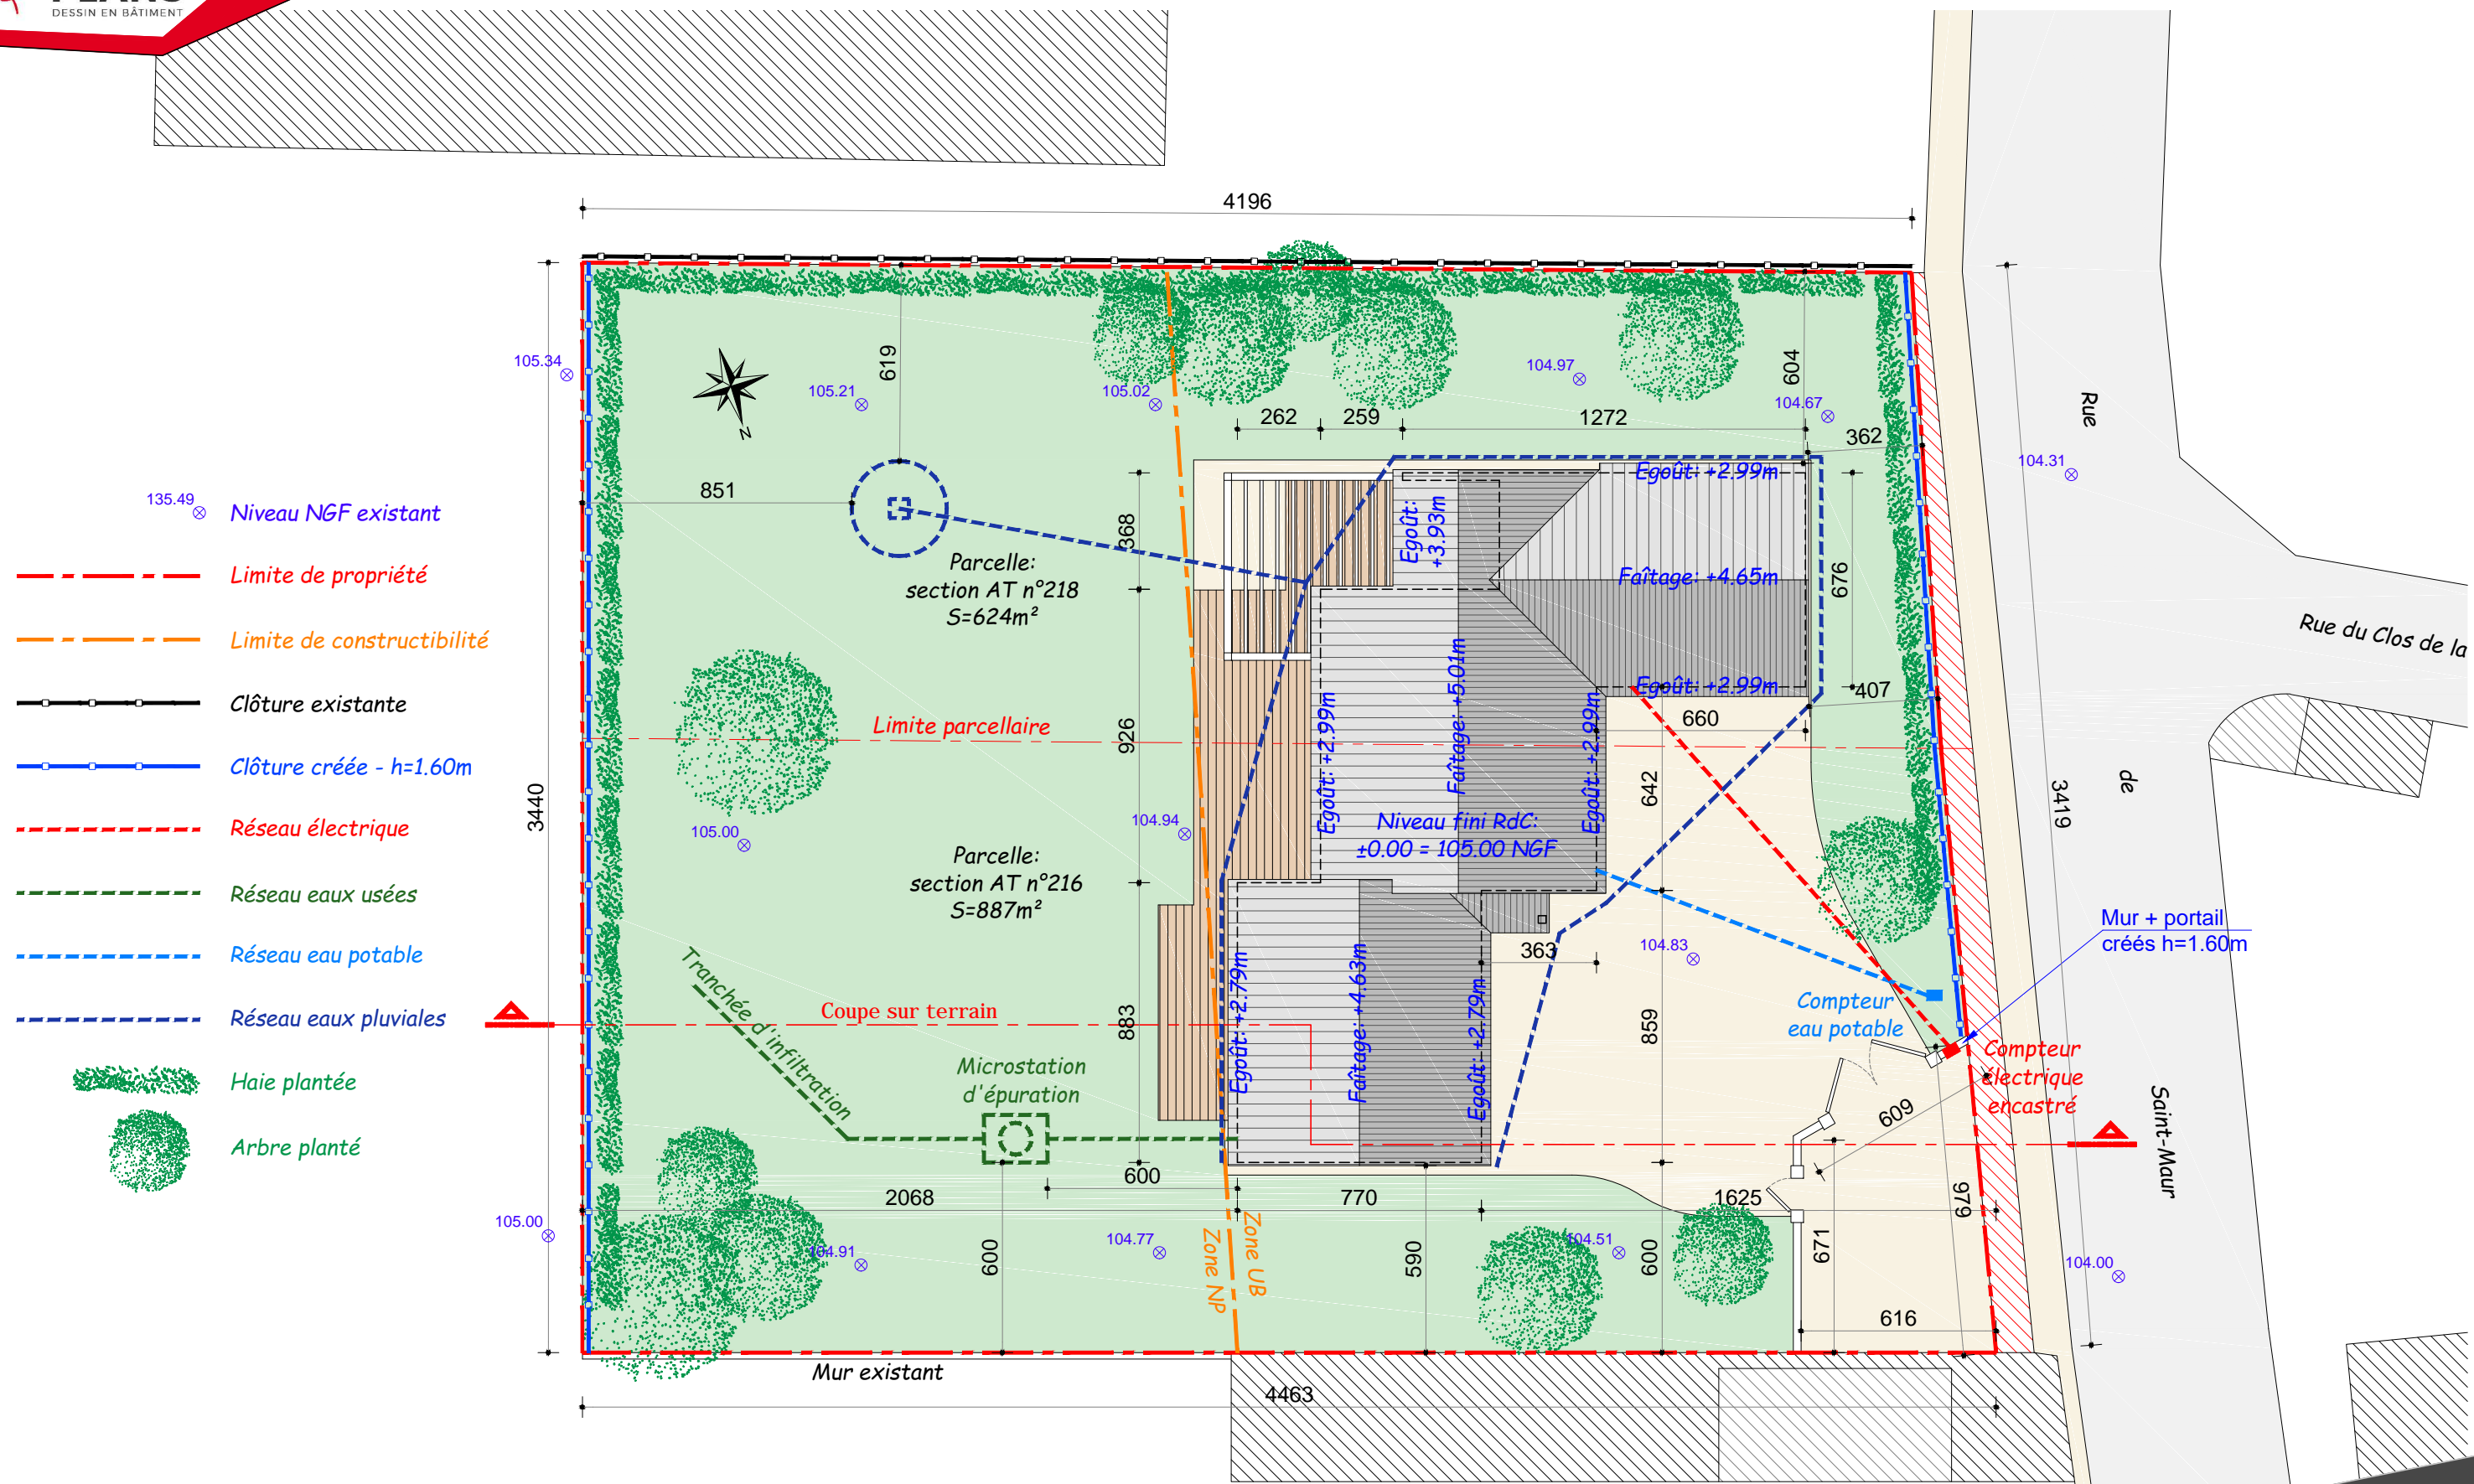 DESSIN EN BÂTIMENT
4196
105.34
105.21
619
105.02
104.97
604
104.67
Rue
262
259
1272
362
104.31
851
368
Egoût: +2.99m
Egoût:
+3.93m
Faîtage: +4.65m
676
Egoût: +2.99m
407
660
N
135.49
Niveau NGF existant
Limite de propriété
Limite de constructibilité
Clôture existante
Clôture créée - h=1.60m
Réseau électrique
Réseau eaux usées
Réseau eau potable
Réseau eaux pluviales
Haie plantée
Arbre planté
Parcelle:
section AT n°218
S=624m²
Limite parcellaire
926
3440
Egoût: +2.99m
Faîtage: +5.01m
Egoût: +2.99m
642
Niveau fini RdC:
±0.00 = 105.00 NGF
105.00
104.94
Parcelle:
section AT n°216
S=887m²
Rue du Clos de la
de
3419
Mur + portail
créés h=1.60m
363
104.83
Tranchée d'infiltration
Coupe sur terrain
883
Egoût: +2.79m
Faîtage: +4.63m
Egoût: +2.79m
859
Compteur
eau potable
Compteur
électrique
encastré
Microstation
d'épuration
609
Saint-Maur
600
2068
770
1625
979
105.00
104.91
600
104.77
Zone NP
Zone UB
590
104.51
600
671
104.00
616
Mur existant
4463